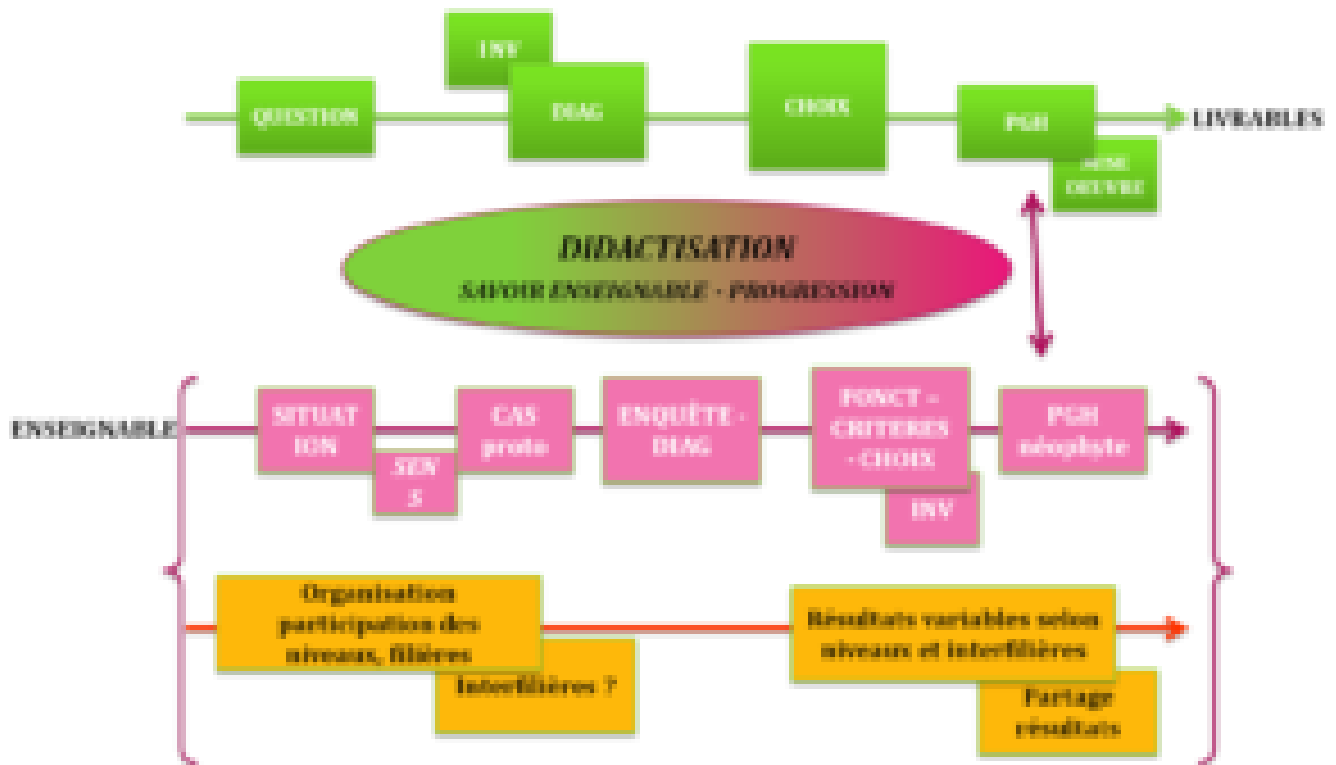 INV
QUESTION
DIAG
CHOIX
PGH
LIVRABLES
MISE
OEUVRE
DIDACTISATION
SAVOIR ENSEIGNABLE - PROGRESSION
ENSEIGNABLE
SITUAT
ION
SEN
S
CAS
proto
ENQUÊTE -
DIAG
FONCT -
CRITERES
- CHOIX
INV
PGH
néophyte
Organisation
participation des
niveaux, filières
Interfilières ?
Résultats variables selon
niveaux et interfilières
Partage
résultats